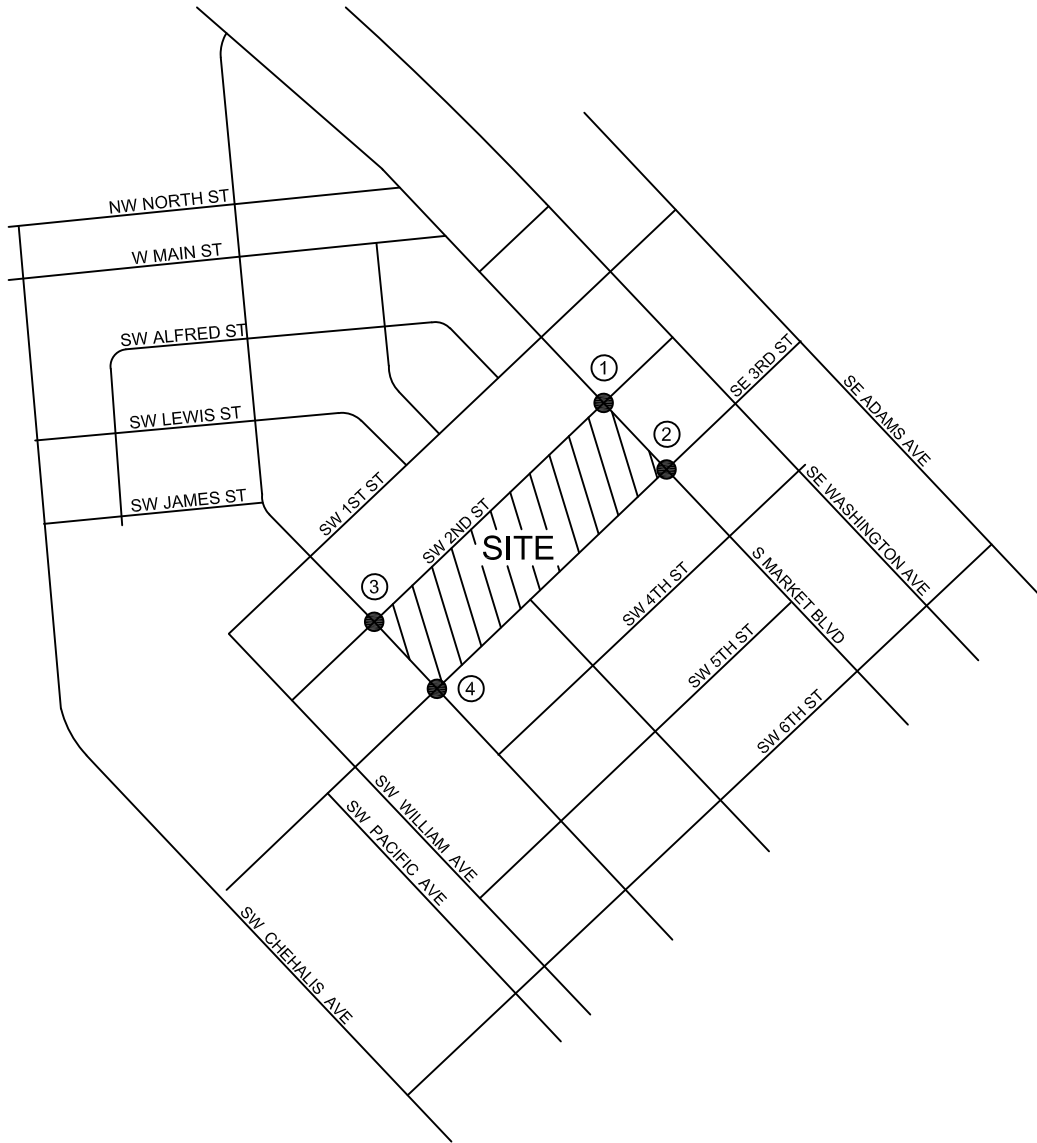 NW NORTH ST
W MAIN ST
SW ALFRED ST
SW LEWIS ST
SW JAMES ST
SW 1ST ST
1
SE 3RD ST
SE ADAMS AVE
2
SW 2ND ST
SITE
SE WASHINGTON AVE
S MARKET BLVD
3
SW 4TH ST
4
SW 5TH ST
SW 6TH ST
SW WILLIAM AVE
SW PACIFIC AVE
SW CHEHALIS AVE